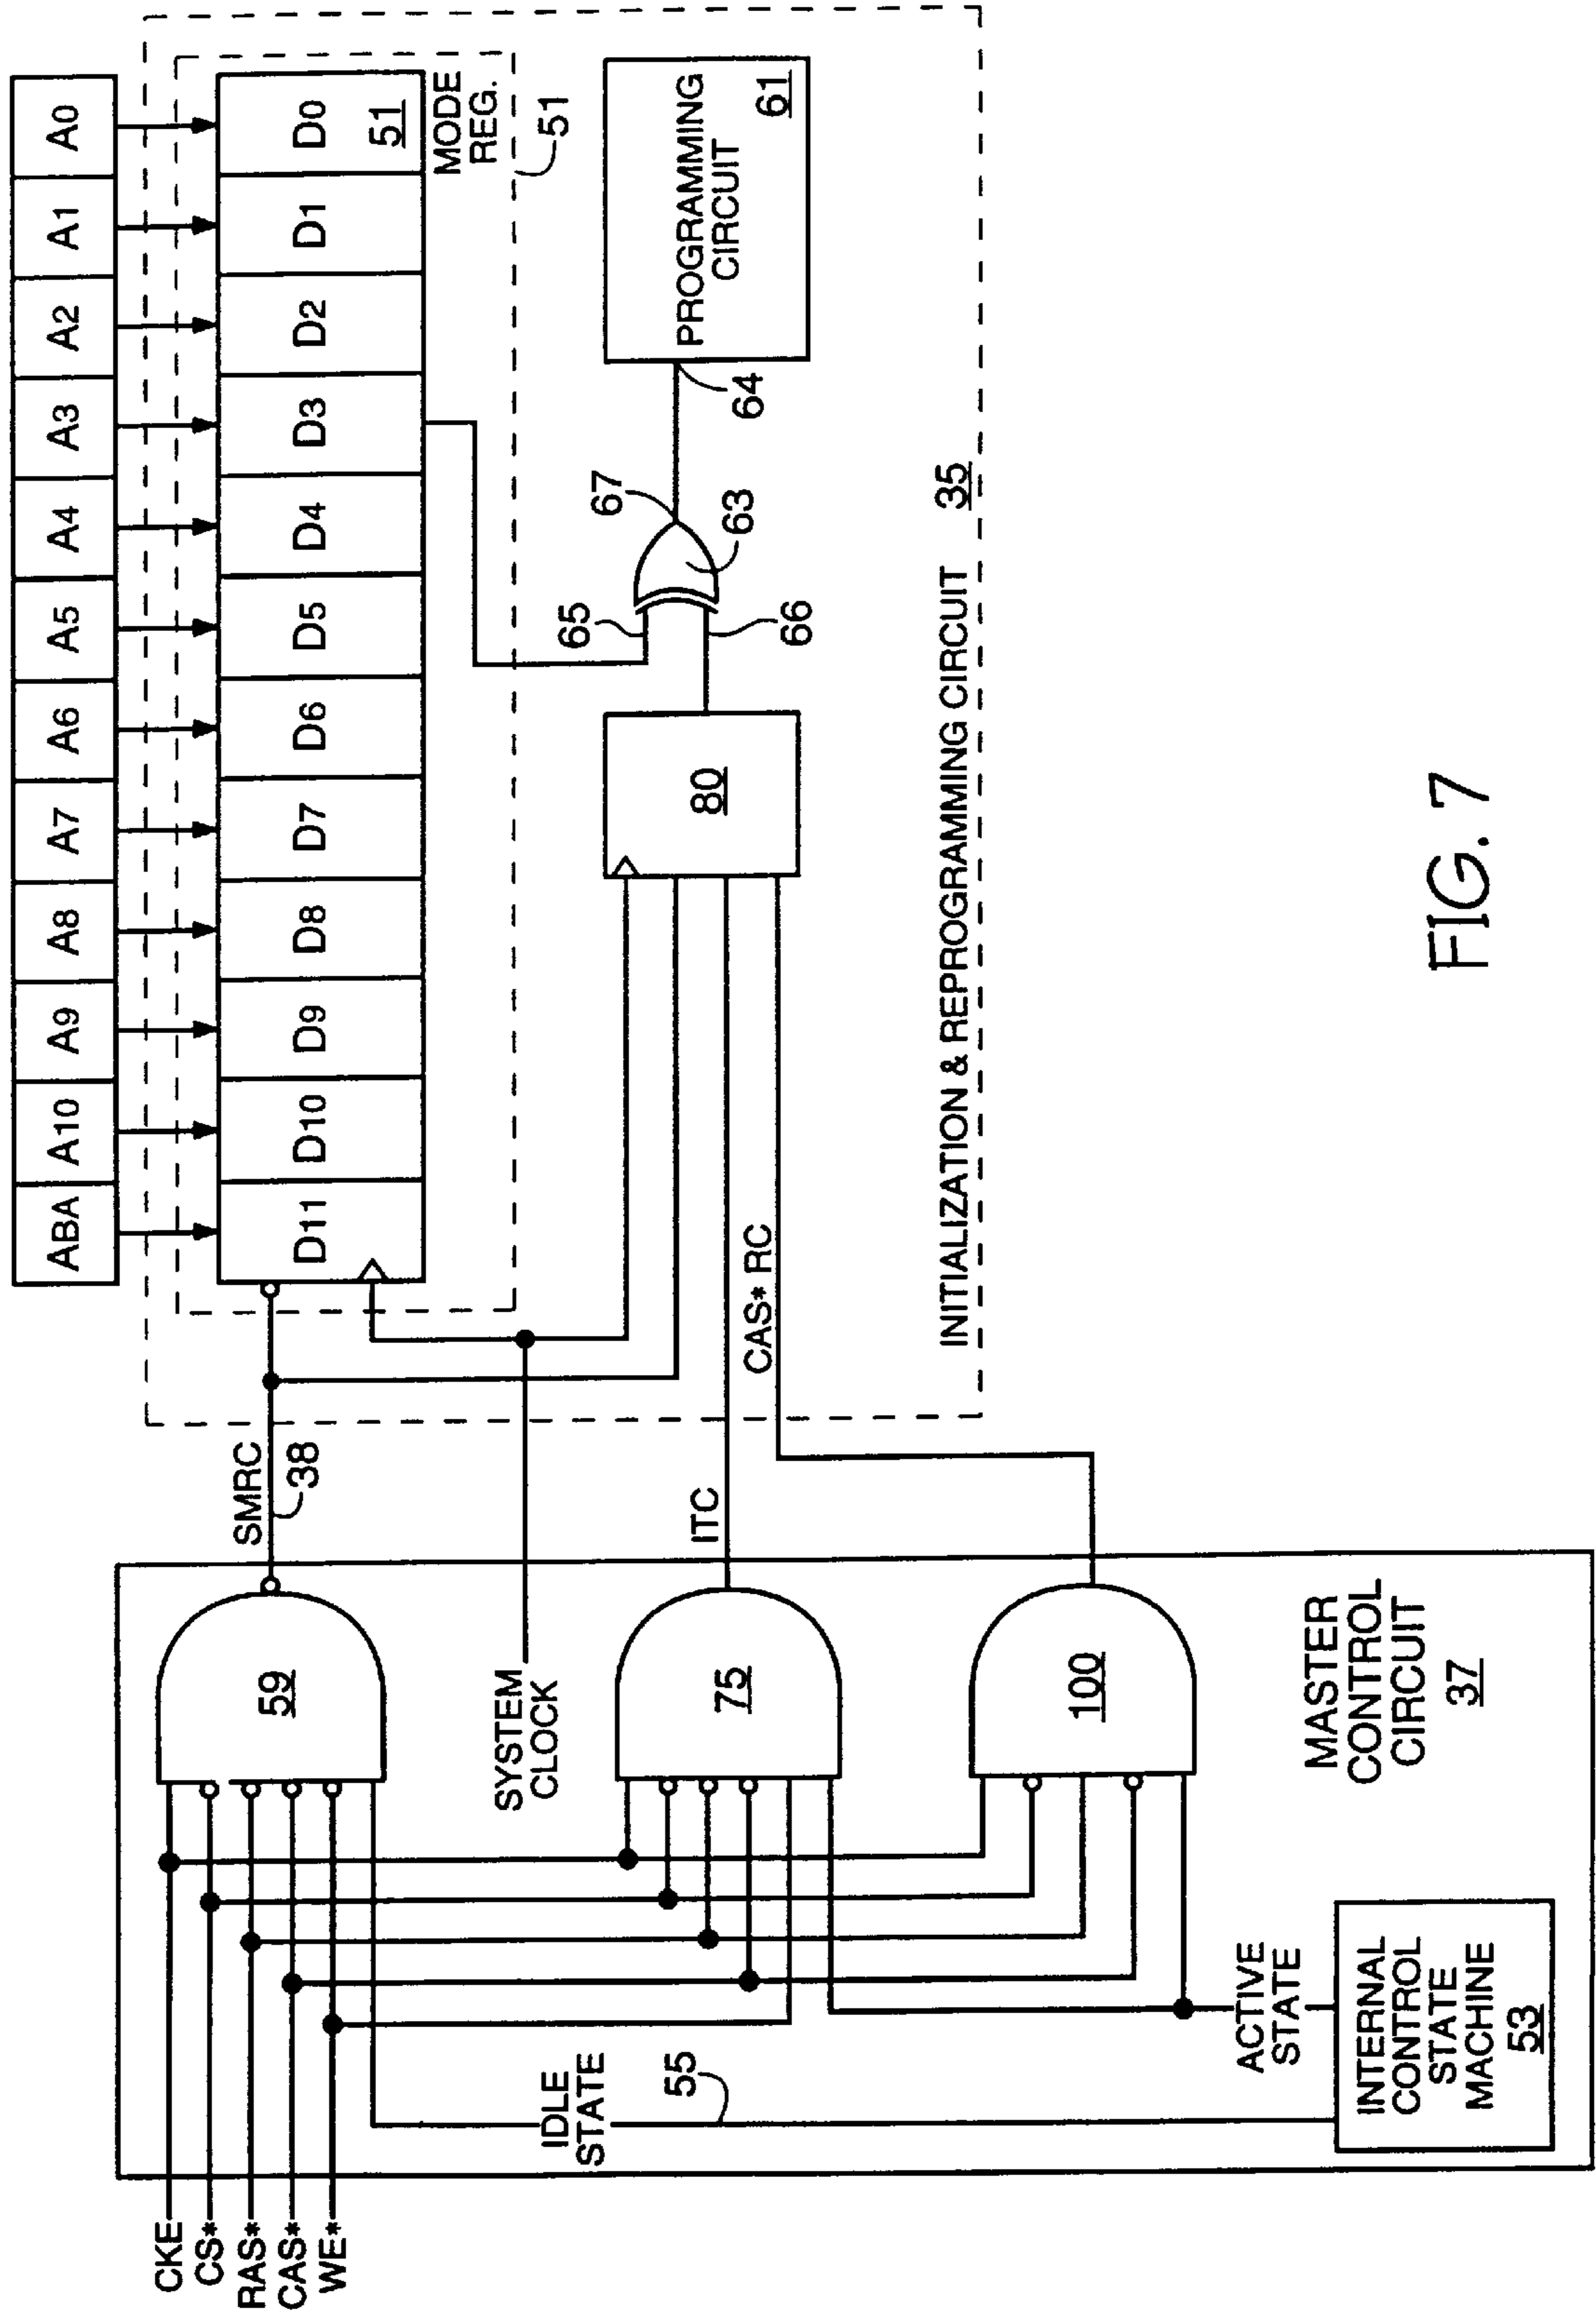 ABA A10 A9 A8 A7 A6 A5 A4 A3 A2 A1 A0
D11 D10 D9 D8 D7 D6 D5 D4 D3 D2 D1 D0
51
MODE
REG.
51
SMRC
38
CKE
CS*
RAS*
CAS*
WE*
59
SYSTEM
CLOCK
IDLE
STATE
55
75
ITC
80
65
66
67
63
64
PROGRAMMING
CIRCUIT
61
CAS* RC
INITIALIZATION & REPROGRAMMING CIRCUIT 35
100
ACTIVE
STATE
INTERNAL
CONTROL
STATE
MACHINE
53
MASTER
CONTROL
CIRCUIT
37
FIG. 7